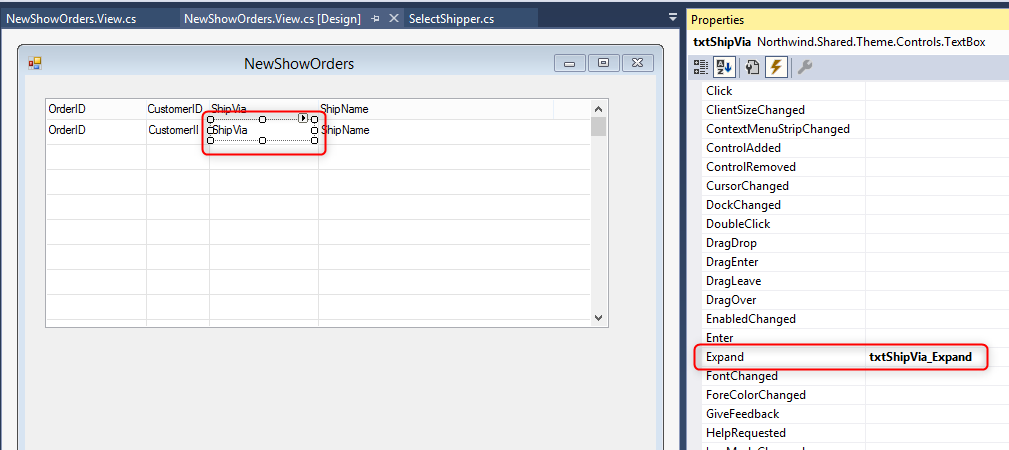 NewShowOrders.View.cs
NewShowOrders.View.cs [Design]
SelectShipper.cs
NewShowOrders
OrderID CustomerID ShipVia ShipName
OrderID CustomerII ShipVia ShipName
Properties
txtShipVia Northwind.Shared.Theme.Controls.TextBox
Click
ClientSizeChanged
ContextMenuStripChanged
ControlAdded
ControlRemoved
CursorChanged
DockChanged
DoubleClick
DragDrop
DragEnter
DragLeave
DragOver
EnabledChanged
Enter
Expand txtShipVia_Expand
FontChanged
ForeColorChanged
GiveFeedback
HelpRequested